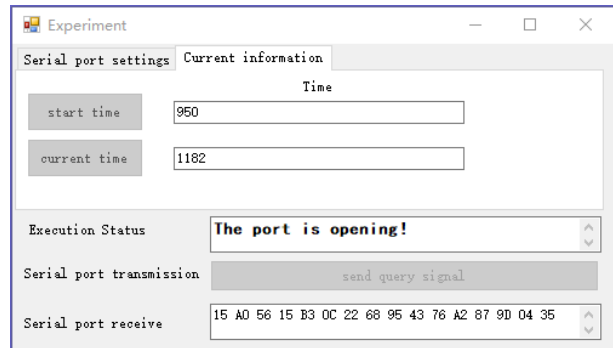 Experiment
Serial port settings Current information
Time
start time 950
current time 1182
Execution Status The port is opening!
Serial port transmission send query signal
Serial port receive 15 A0 56 15 B3 0C 22 68 95 43 76 A2 87 9D 04 35